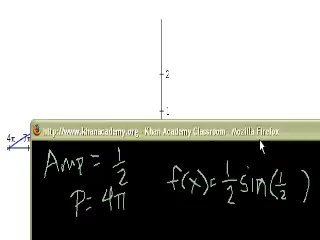 2
1
4π
http://www.khanacademy.org - Khan Academy Classroom - Mozilla Firefox
Amp = 1/2
P = 4π
f(x) = 1/2 sin(1/2 )